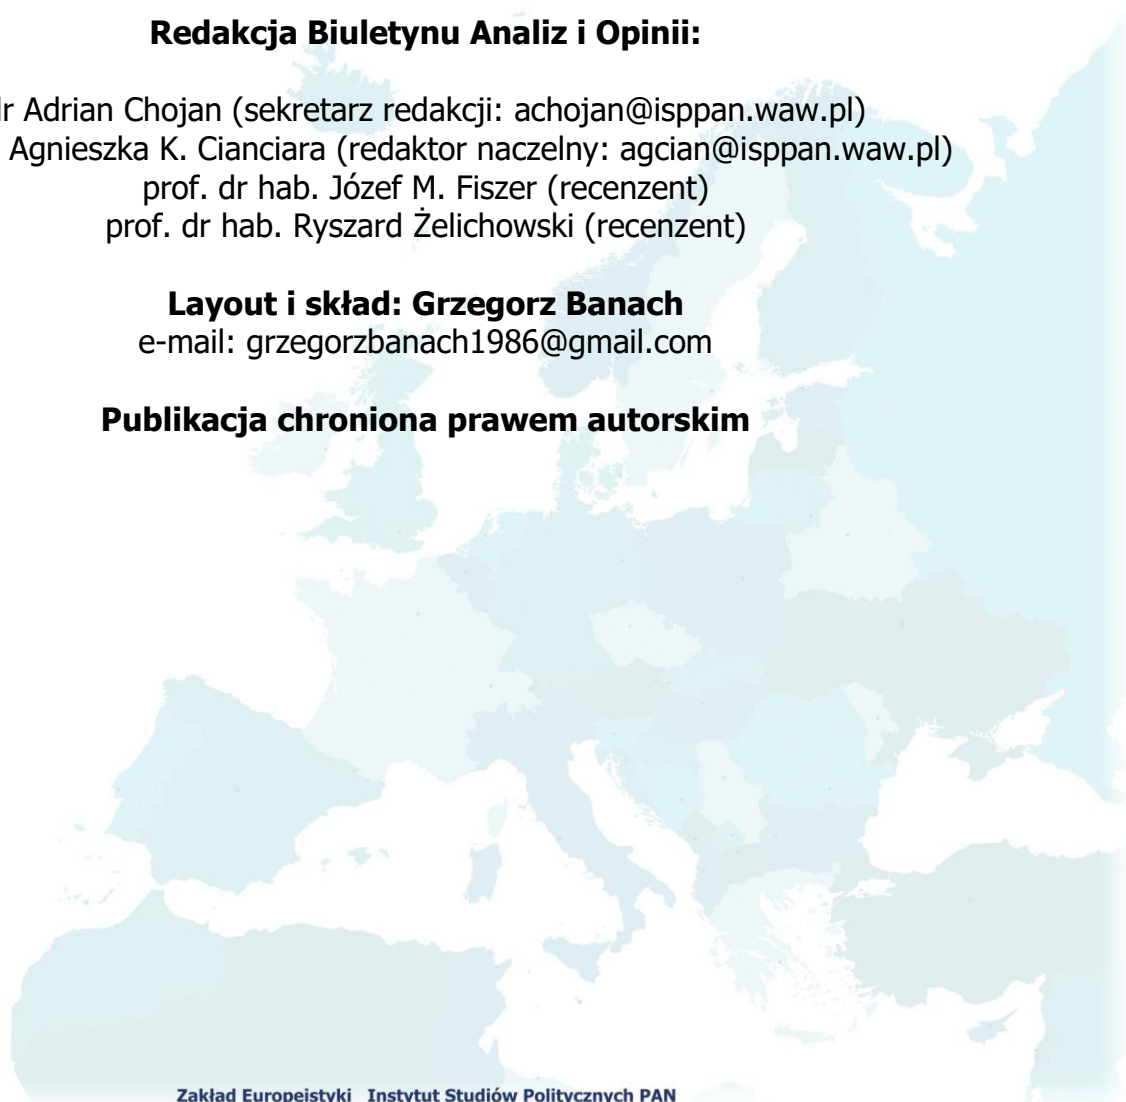 Redakcja Biuletynu Analiz i Opinii:
dr Adrian Chojan (sekretarz redakcji: achojan@isppan.waw.pl)
Agnieszka K. Cianciara (redaktor naczelny: agcian@isppan.waw.pl)
prof. dr hab. Józef M. Fiszer (recenzent)
prof. dr hab. Ryszard Żelichowski (recenzent)
Layout i skład: Grzegorz Banach
e-mail: grzegorzbanach1986@gmail.com
Publikacja chroniona prawem autorskim
Zakład Europeistyki Instytut Studiów Politycznych PAN